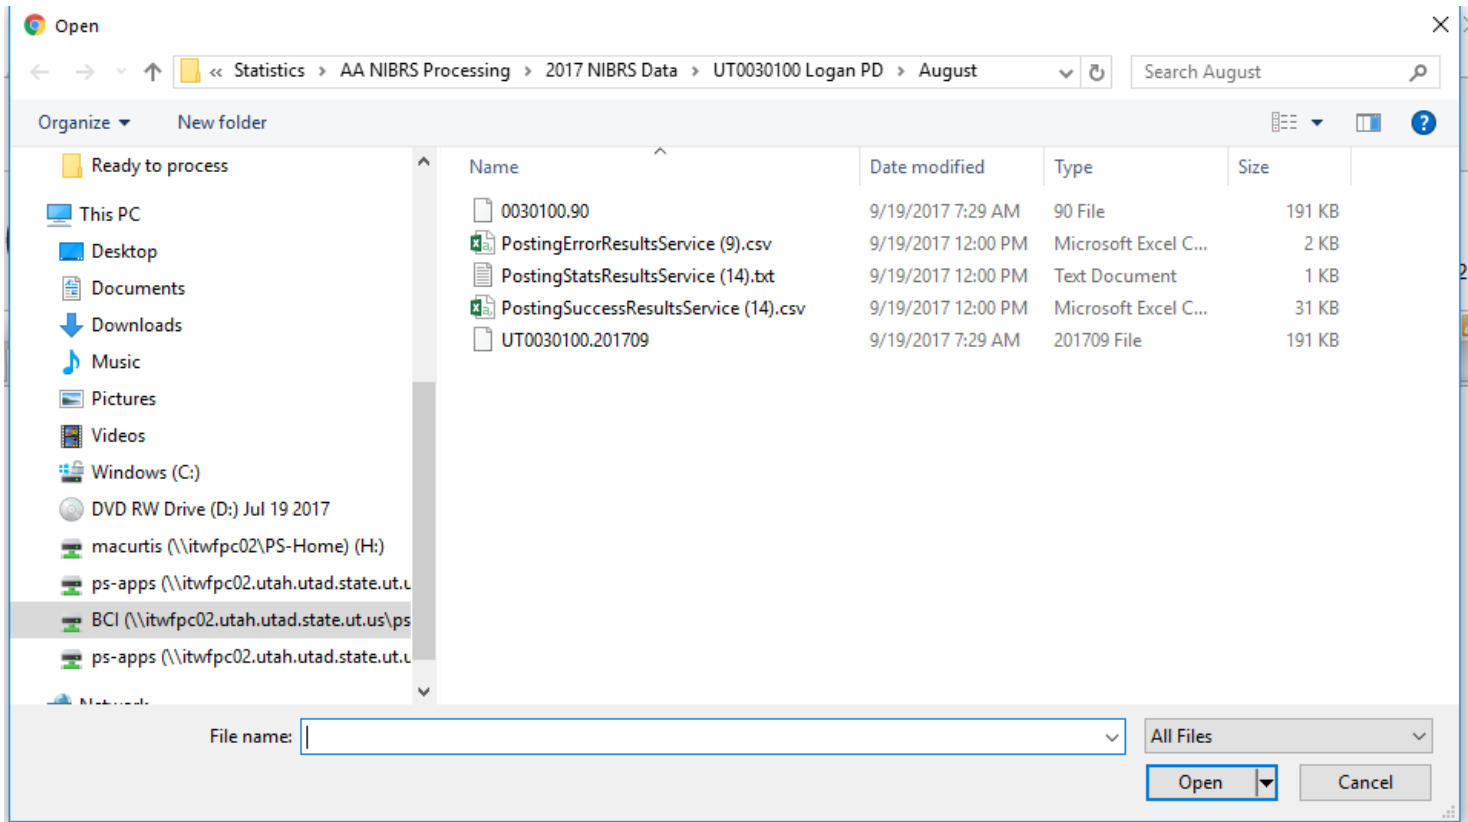 Open
« Statistics > AA NIBRS Processing > 2017 NIBRS Data > UT0030100 Logan PD > August
Search August
Organize New folder
Ready to process
This PC
Desktop
Documents
Downloads
Music
Pictures
Videos
Windows (C:)
DVD RW Drive (D:) Jul 19 2017
macurtis (\\itwfpc02\PS-Home) (H:)
ps-apps (\\itwfpc02.utah.utad.state.ut.u
BCI (\\itwfpc02.utah.utad.state.ut.us\ps
ps-apps (\\itwfpc02.utah.utad.state.ut.u
Network
Name Date modified Type Size
0030100.90 9/19/2017 7:29 AM 90 File 191 KB
PostingErrorResultsService (9).csv 9/19/2017 12:00 PM Microsoft Excel C... 2 KB
PostingStatsResultsService (14).txt 9/19/2017 12:00 PM Text Document 1 KB
PostingSuccessResultsService (14).csv 9/19/2017 12:00 PM Microsoft Excel C... 31 KB
UT0030100.201709 9/19/2017 7:29 AM 201709 File 191 KB
File name:
All Files
Open Cancel